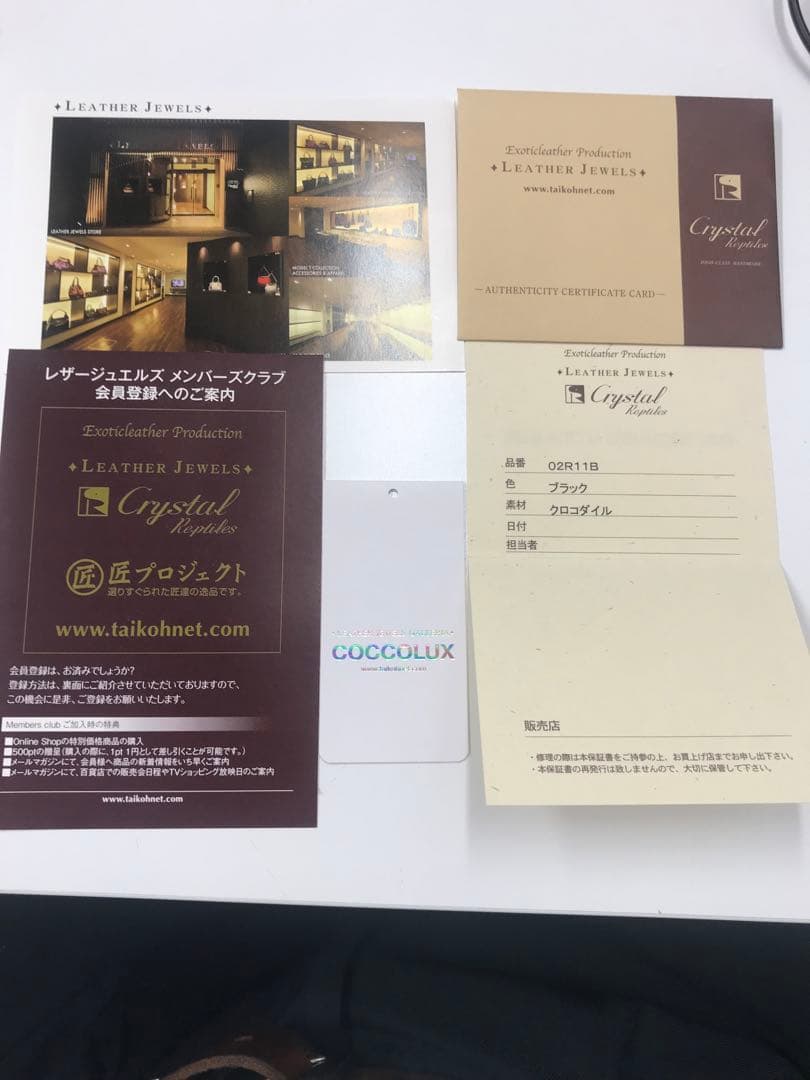 ✦LEATHER JEWELS✦
LEATHER JEWELS STORE
ACCESSORIES & APPAREL
Exoticleather Production
✦LEATHER JEWELS✦
www.taikohnet.com
—AUTHENTICITY CERTIFICATE CARD—
Crystal
Reptiles
HIGH CLASS HANDMADE
レザージュエルズ メンバーズクラブ
会員登録へのご案内
Exoticleather Production
✦LEATHER JEWELS✦
Crystal
Reptiles
匠 匠プロジェクト
選りすぐられた匠達の逸品です。
www.taikohnet.com
会員登録は、お済みでしょうか?
登録方法は、裏面にご紹介させていただいておりますので、
この機会に是非、ご登録をお願いいたします。
Members club ご加入時の特典
■Online Shopの特別価格商品の購入
■500ptの贈呈(購入の際に、1pt 1円として差し引くことが可能です。)
■メールマガジンにて、会員様へ商品の新着情報をいち早くご案内
■メールマガジンにて、百貨店での販売会日程やTVショッピング放映日のご案内
www.taikohnet.com
・LEATHER JEWELS GALLERIA・
COCCOLUX
www.taikohnet.com
Exoticleather Production
✦LEATHER JEWELS✦
Crystal
Reptiles
品番 02R11B
色 ブラック
素材 クロコダイル
日付
担当者
販売店
・修理の際は本保証書をご持参の上、お買上げ店までお申し出下さい。
・本保証書の再発行は致しませんので、大切に保管して下さい。